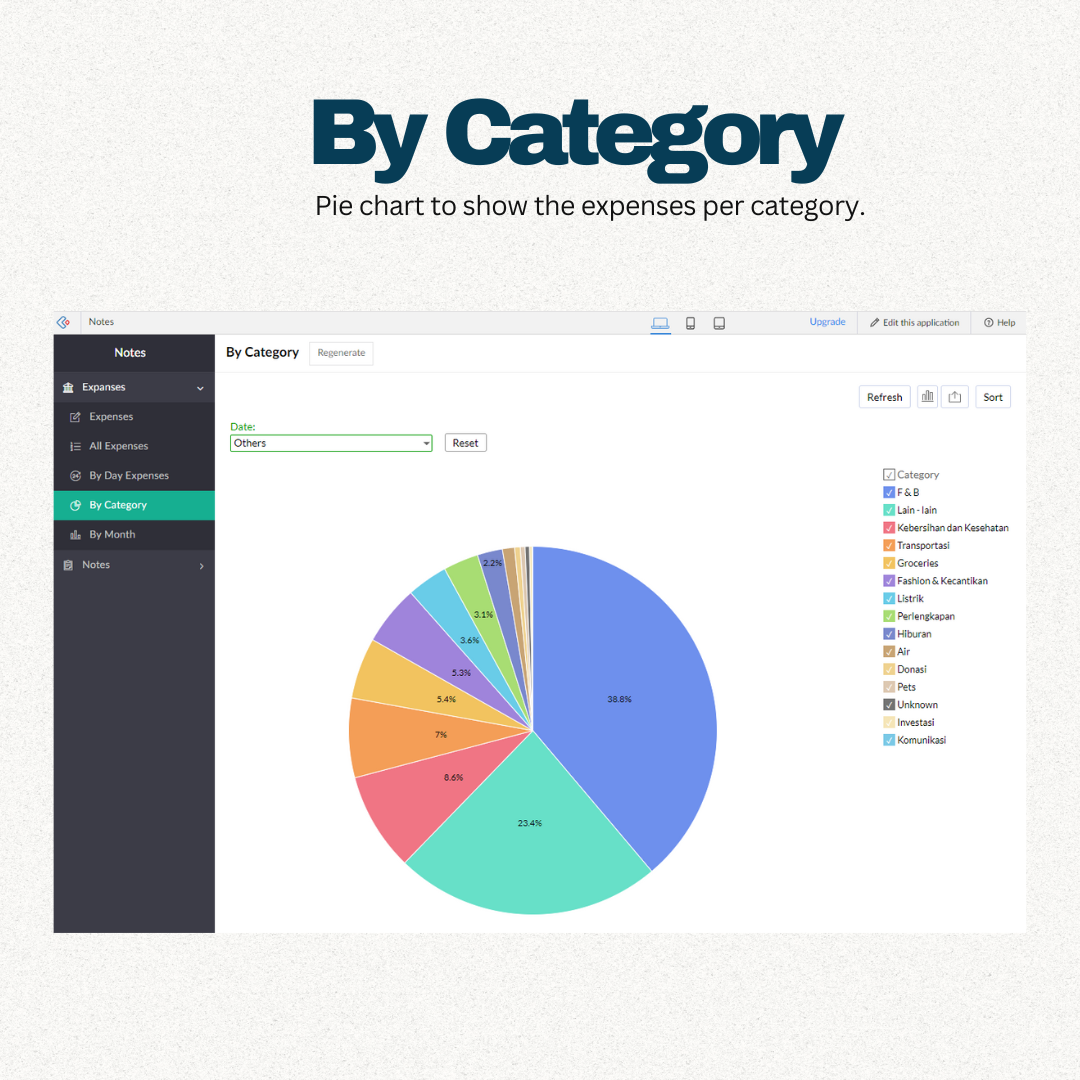 By Category
Pie chart to show the expenses per category.
Notes
Upgrade
Edit this application
Help
Notes
Expanses
Expenses
All Expenses
By Day Expenses
By Category
By Month
Notes
By Category
Regenerate
Refresh
Sort
Date:
Others
Reset
Category
F & B
Lain - lain
Kebersihan dan Kesehatan
Transportasi
Groceries
Fashion & Kecantikan
Listrik
Perlengkapan
Hiburan
Air
Donasi
Pets
Unknown
Investasi
Komunikasi
2.2%
3.1%
3.6%
5.3%
5.4%
7%
8.6%
23.4%
38.8%